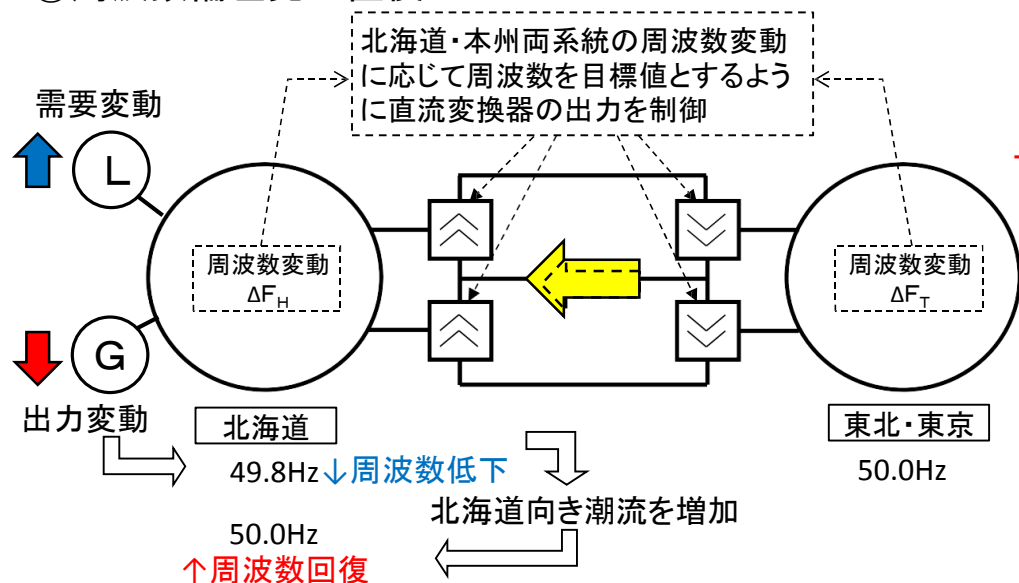 北海道・本州両系統の周波数変動
に応じて周波数を目標値とするよう
に直流変換器の出力を制御
需要変動
L
周波数変動
ΔF_H
周波数変動
ΔF_T
G
出力変動
北海道
東北・東京
49.8Hz ↓周波数低下
50.0Hz
北海道向き潮流を増加
50.0Hz
↑周波数回復